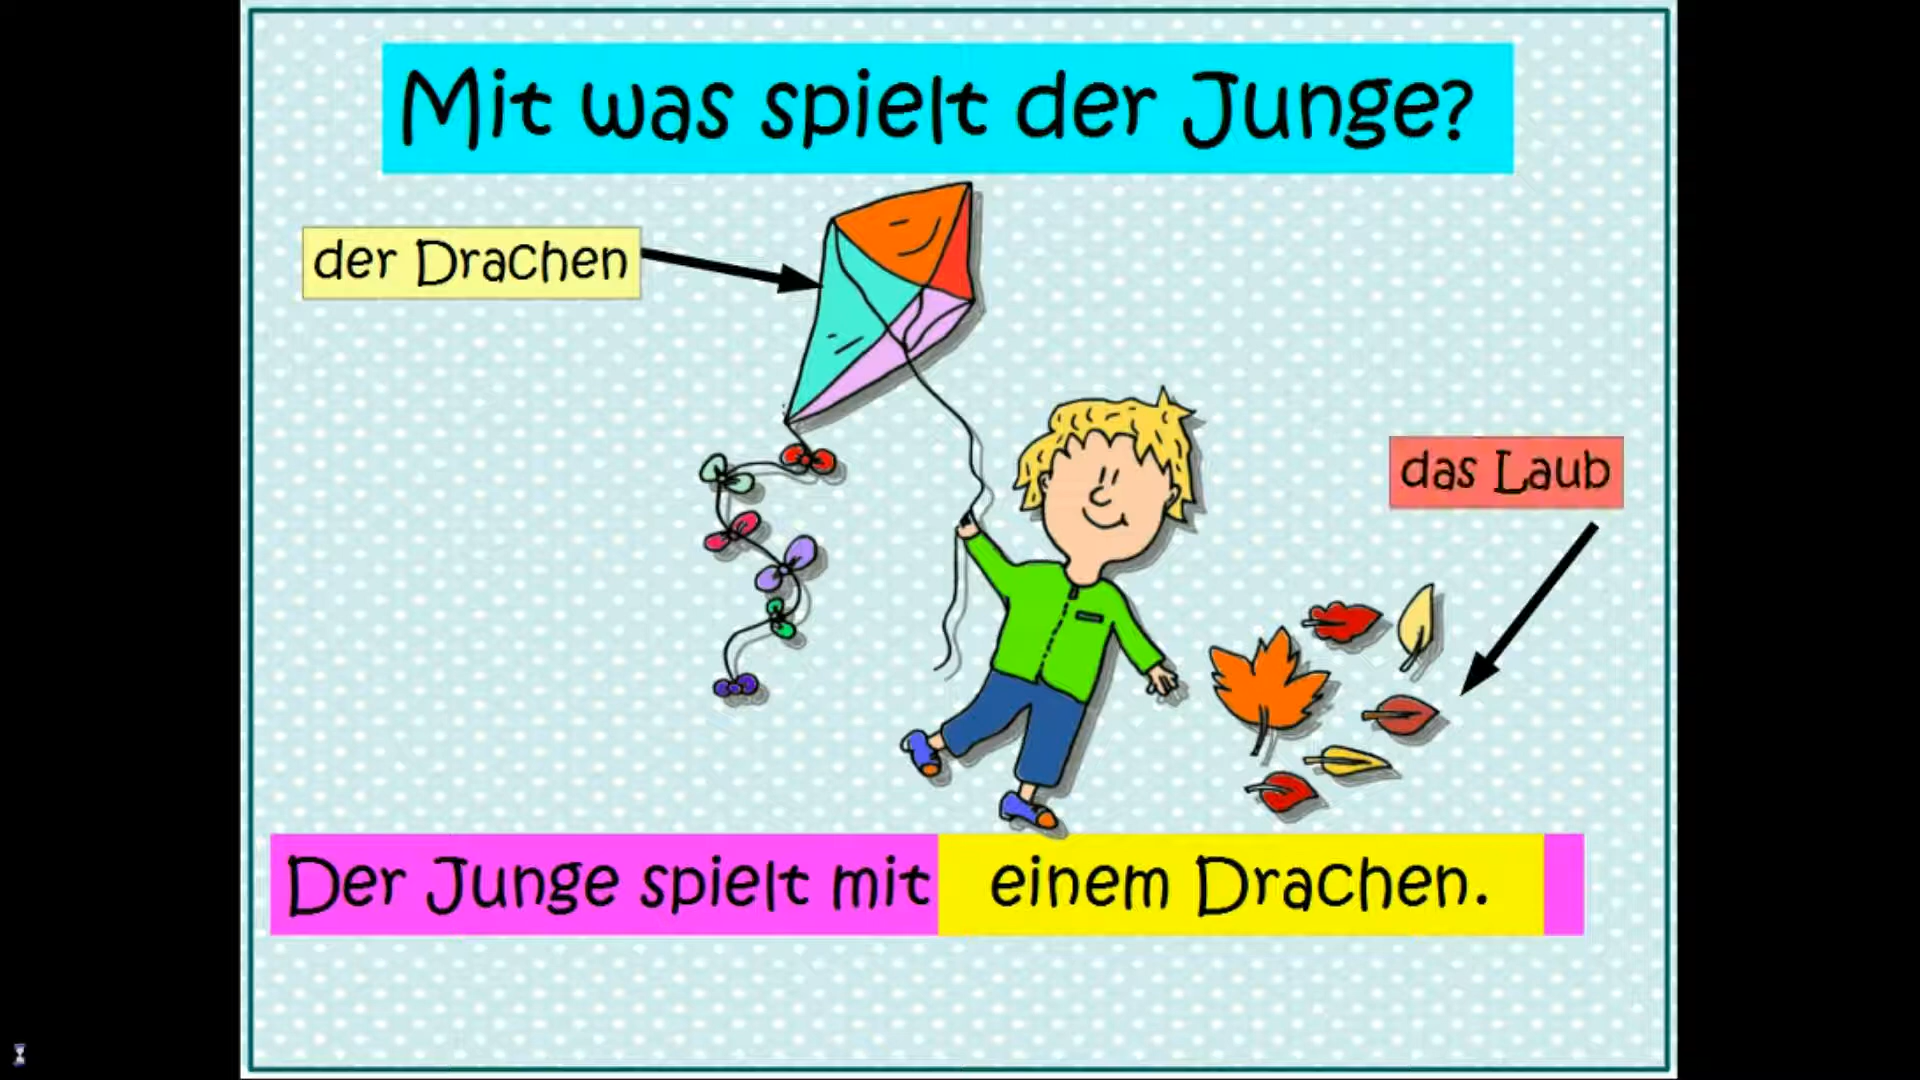 Mit was spielt der Junge?
der Drachen
das Laub
Der Junge spielt mit einem Drachen.